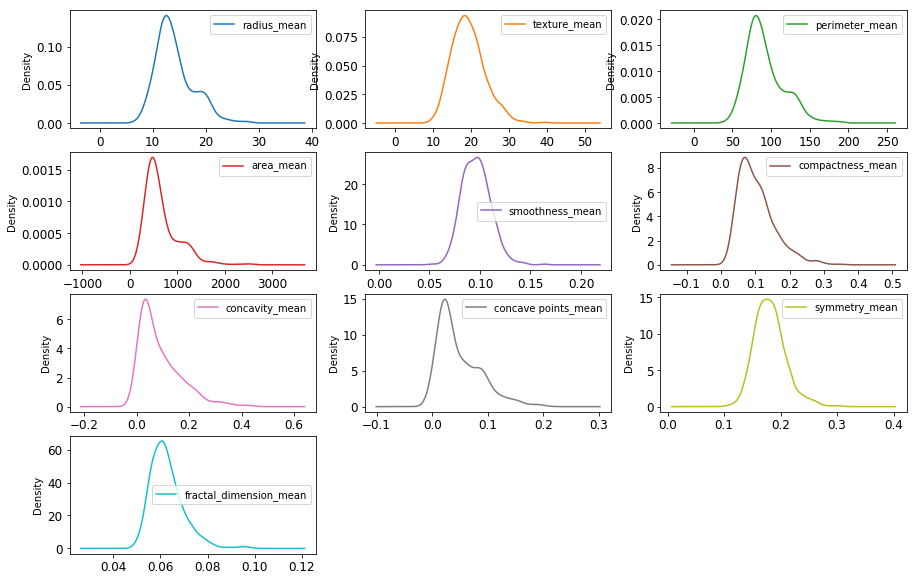 radius_mean
Density
0.10
0.05
0.00
0 10 20 30 40
texture_mean
Density
0.075
0.050
0.025
0.000
0 10 20 30 40 50
perimeter_mean
Density
0.020
0.015
0.010
0.005
0.000
0 50 100 150 200 250
area_mean
Density
0.0015
0.0010
0.0005
0.0000
−1000 0 1000 2000 3000
smoothness_mean
Density
20
10
0
0.00 0.05 0.10 0.15 0.20
compactness_mean
Density
8
6
4
2
0
−0.1 0.0 0.1 0.2 0.3 0.4 0.5
concavity_mean
Density
6
4
2
0
−0.2 0.0 0.2 0.4 0.6
concave points_mean
Density
15
10
5
0
−0.1 0.0 0.1 0.2 0.3
symmetry_mean
Density
15
10
5
0
0.0 0.1 0.2 0.3 0.4
fractal_dimension_mean
Density
60
40
20
0
0.04 0.06 0.08 0.10 0.12